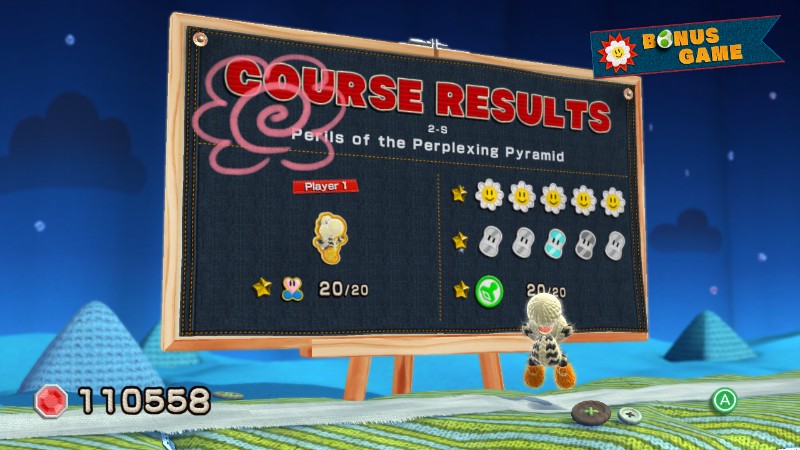 BONUS
GAME
COURSE RESULTS
2-S
Perils of the Perplexing Pyramid
Player 1
20/20
20/20
110558
A